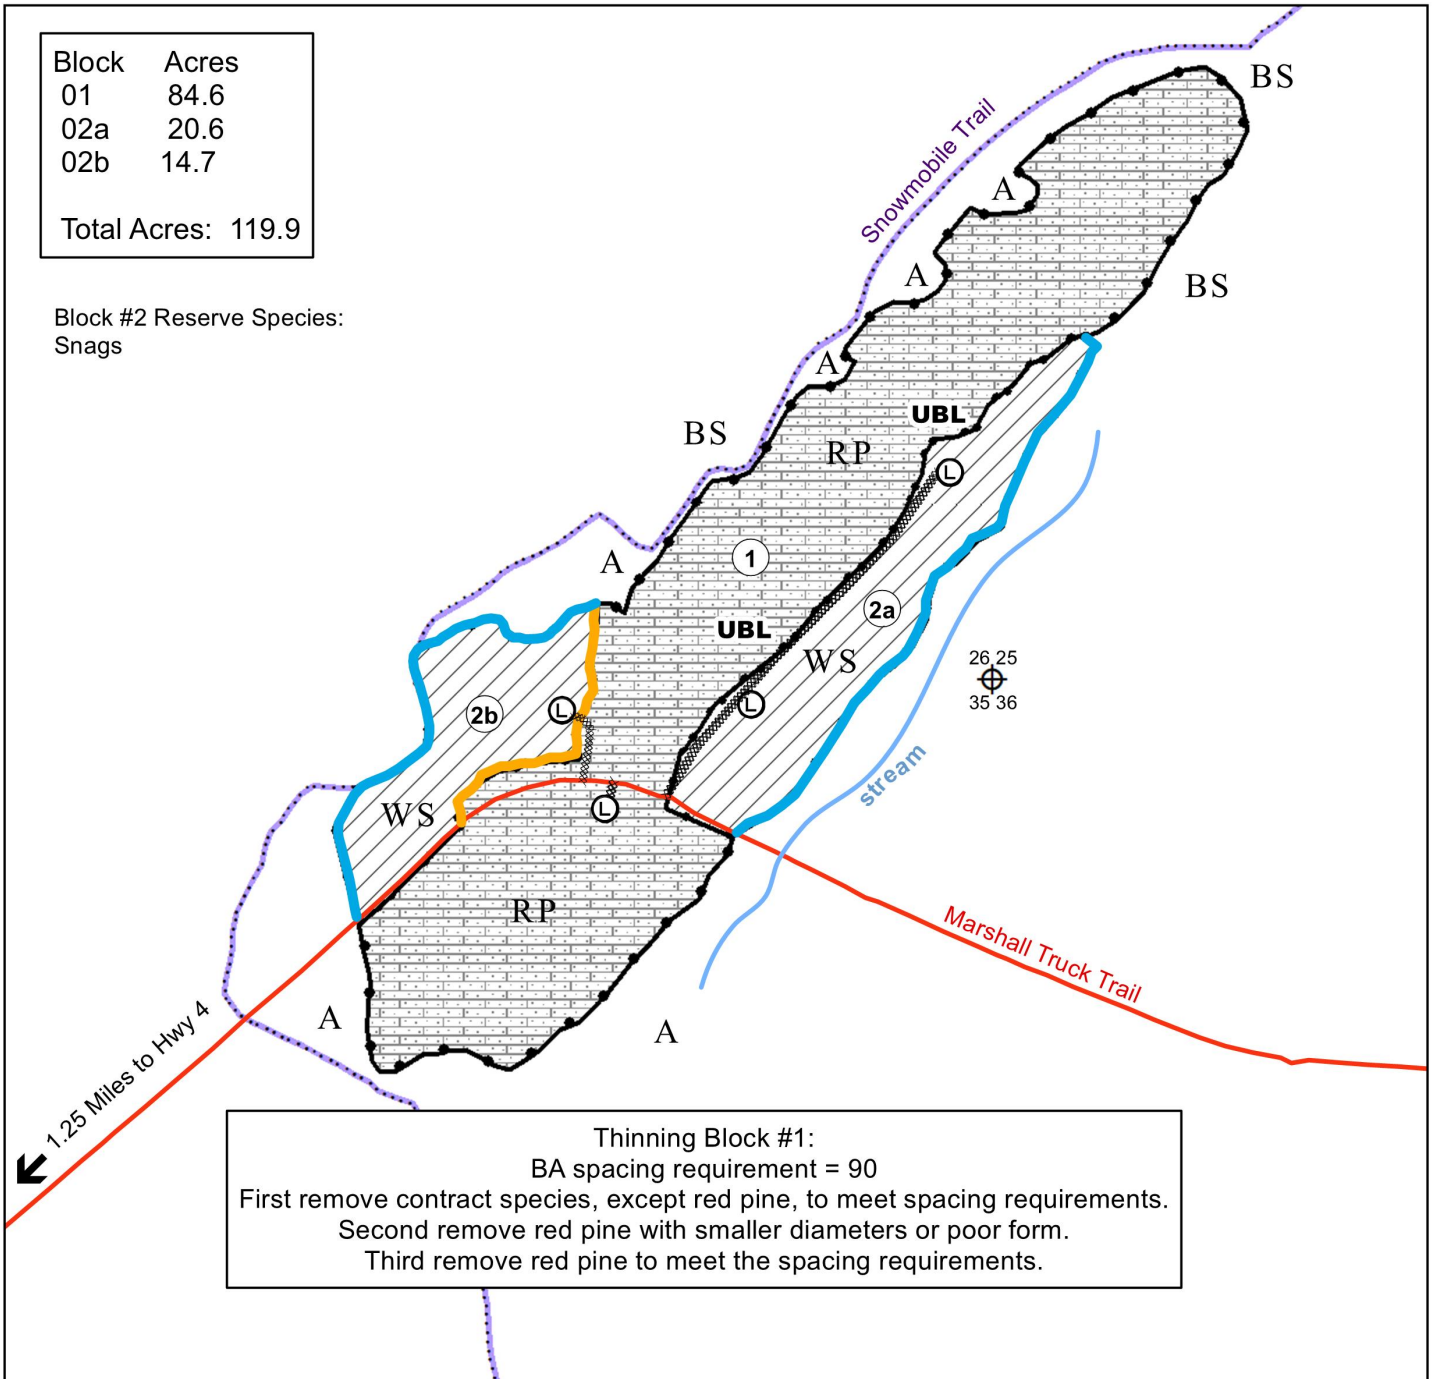 Block Acres
01 84.6
02a 20.6
02b 14.7
Total Acres: 119.9
Block #2 Reserve Species:
Snags
Snowmobile Trail
BS
A
A
BS
A
UBL
BS
RP
L
1
A
2a
UBL
WS
26 25
35 36
L
2b
L
stream
WS
L
RP
Marshall Truck Trail
A
A
1.25 Miles to Hwy 4
Thinning Block #1:
BA spacing requirement = 90
First remove contract species, except red pine, to meet spacing requirements.
Second remove red pine with smaller diameters or poor form.
Third remove red pine to meet the spacing requirements.